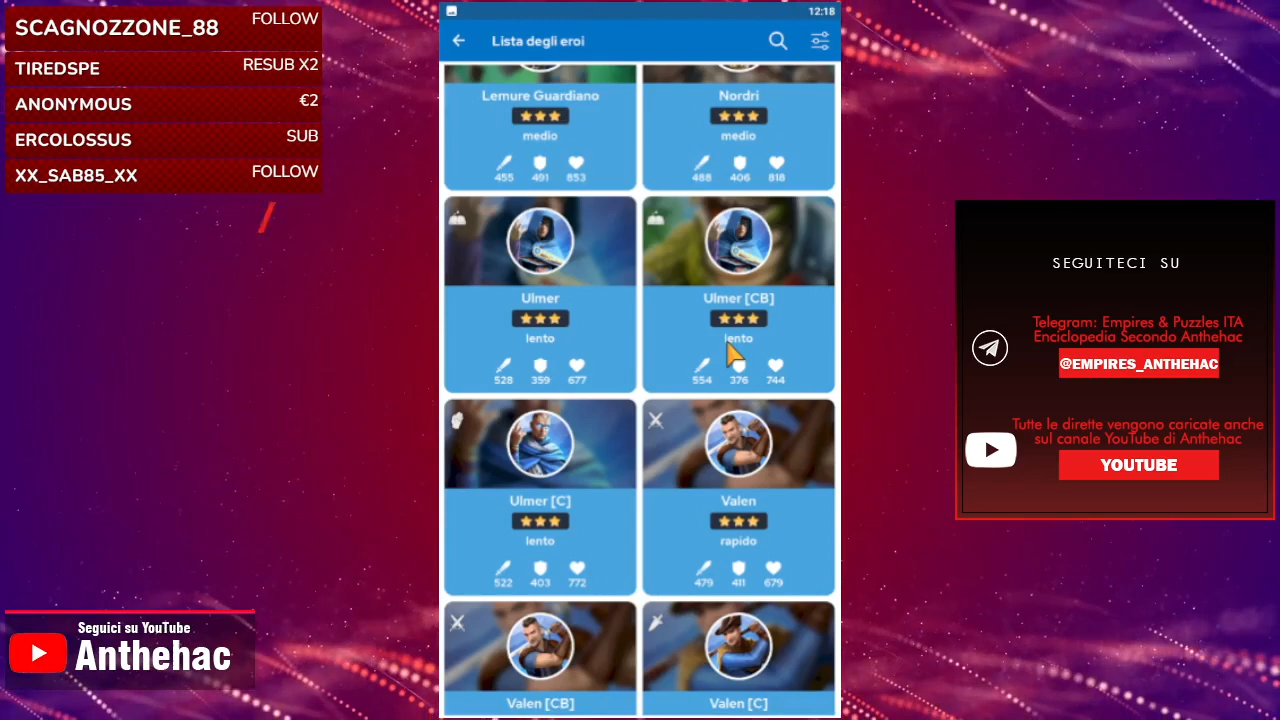 SCAGNOZZONE_88 FOLLOW
TIREDSPE RESUB X2
ANONYMOUS €2
ERCOLOSSUS SUB
XX_SAB85_XX FOLLOW
12:18
Lista degli eroi
Lemure Guardiano
medio
455 491 853
Nordri
medio
488 406 818
Ulmer
lento
528 359 677
Ulmer [CB]
lento
554 376 744
Ulmer [C]
lento
522 403 772
Valen
rapido
479 411 679
Valen [CB]
Valen [C]
SEGUITECI SU
Telegram: Empires & Puzzles ITA
Enciclopedia Secondo Anthehac
@EMPIRES_ANTHEHAC
Tutte le dirette vengono caricate anche
sul canale YouTube di Anthehac
YOUTUBE
Seguici su YouTube
Anthehac